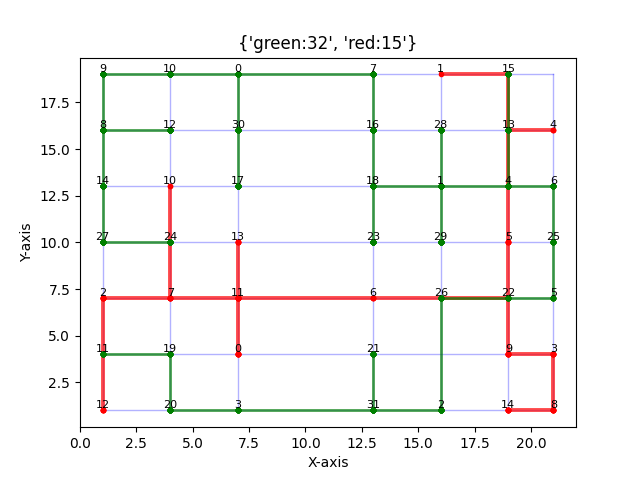 {'green:32', 'red:15'}
9 10 0 7 1 15
17.5
8 12 30 16 28 13 4
15.0
14 10 17 18 1 4 6
12.5
27 24 13 23 29 5 25
10.0
Y-axis
7.5
2 7 11 6 26 22 5
5.0
11 19 0 21 9 3
2.5
12 20 3 31 2 14 8
0.0 2.5 5.0 7.5 10.0 12.5 15.0 17.5 20.0
X-axis